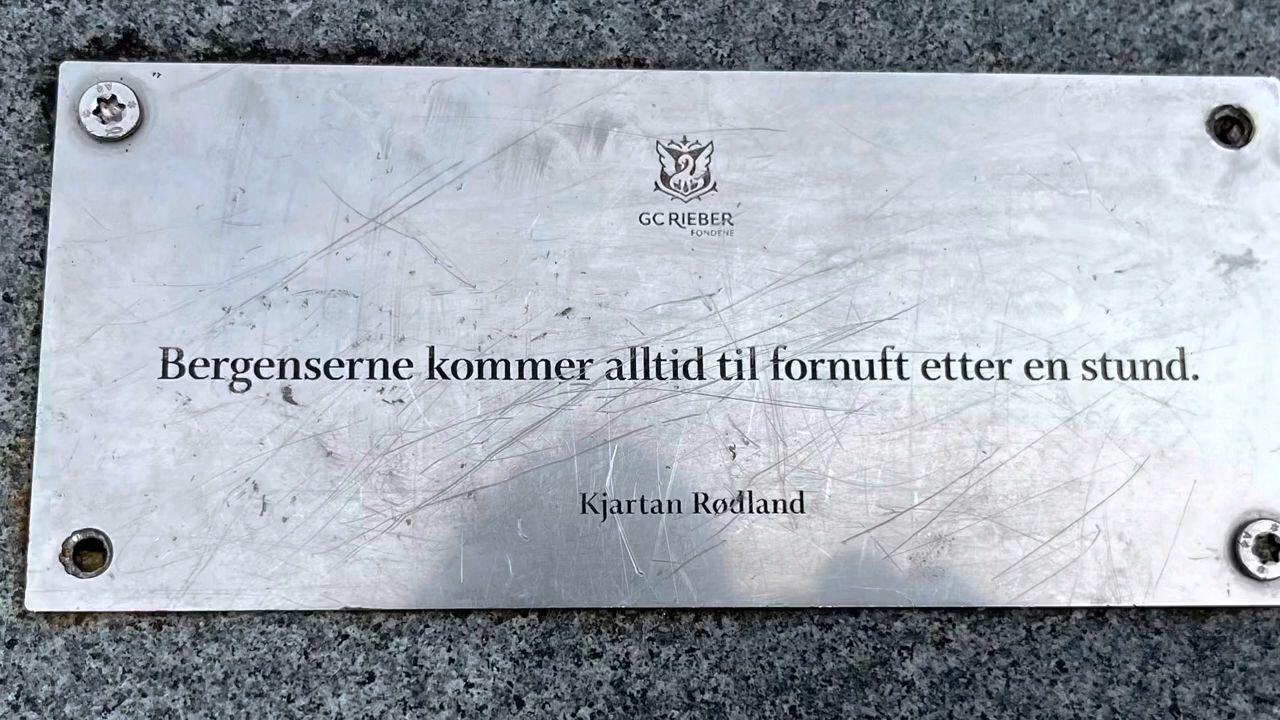 GC RIEBER
FONDENE
Bergenserne kommer alltid til fornuft etter en stund.
Kjartan Rødland